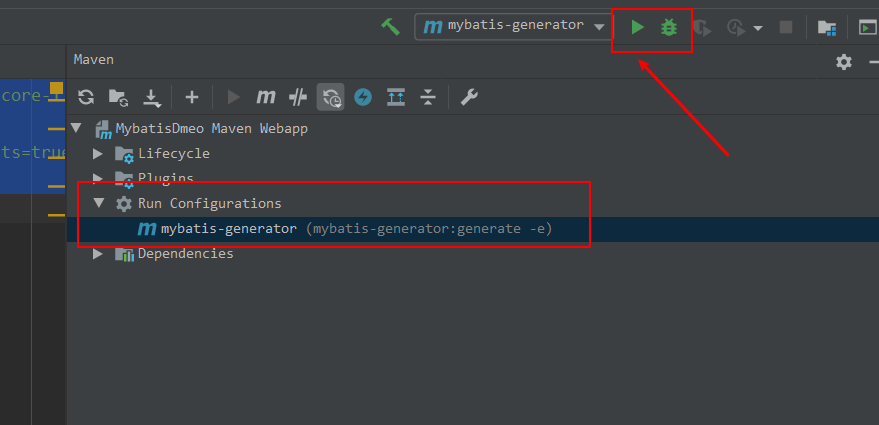 mybatis-generator
Maven
core-
MybatisDmeo Maven Webapp
Lifecycle
ts=true
Plugins
Run Configurations
mybatis-generator (mybatis-generator:generate -e)
Dependencies